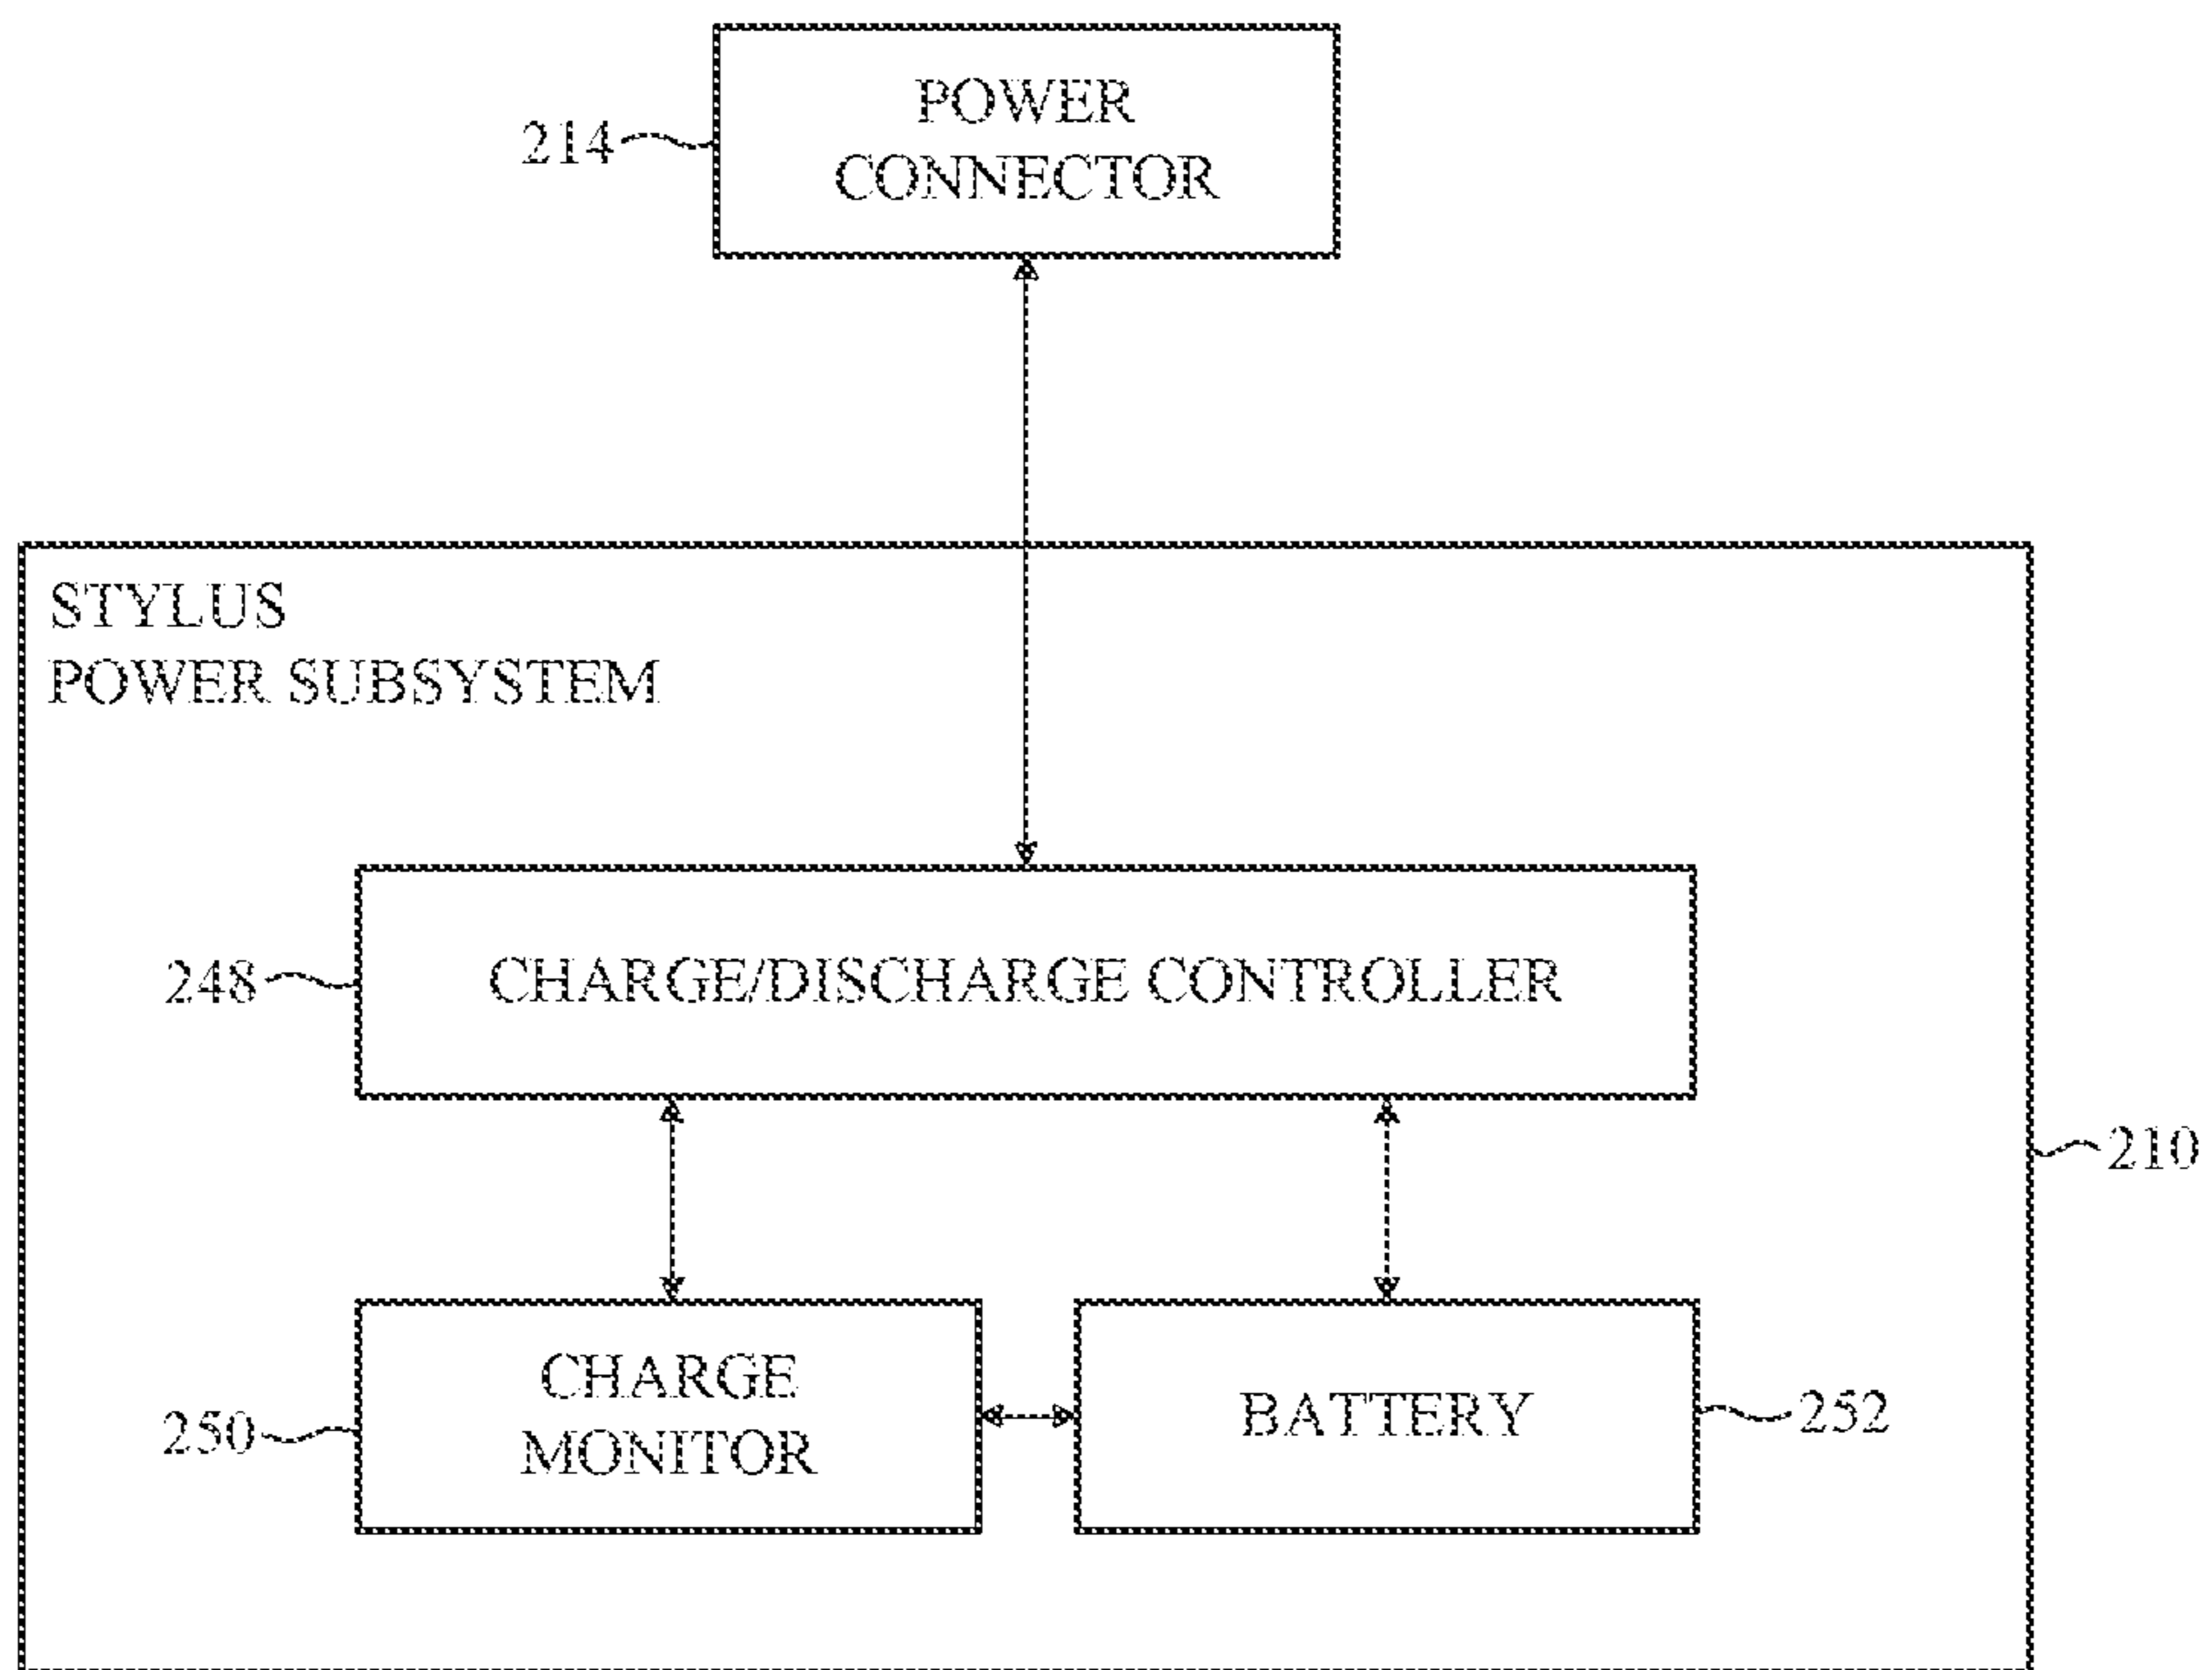 POWER
CONNECTOR
214
STYLUS
POWER SUBSYSTEM
248
CHARGE/DISCHARGE CONTROLLER
210
CHARGE
MONITOR
250
BATTERY
252